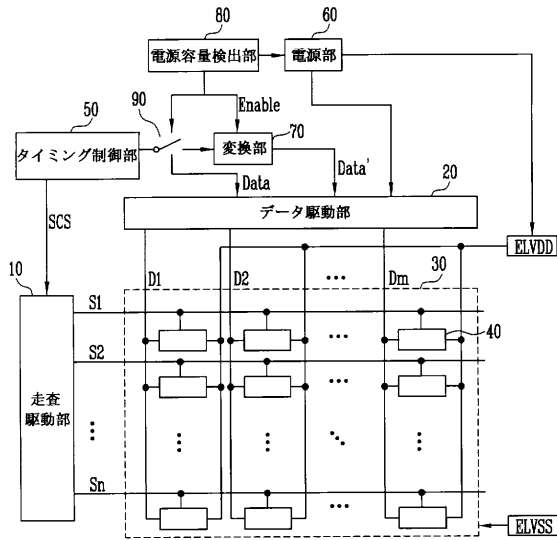 80
60
電源容量検出部
電源部
50
90
Enable
70
タイミング制御部
変換部
Data
Data'
20
SCS
データ駆動部
ELVDD
10
D1
D2
...
Dm
30
S1
40
...
S2
...
走査
駆動部
Sn
...
ELVSS